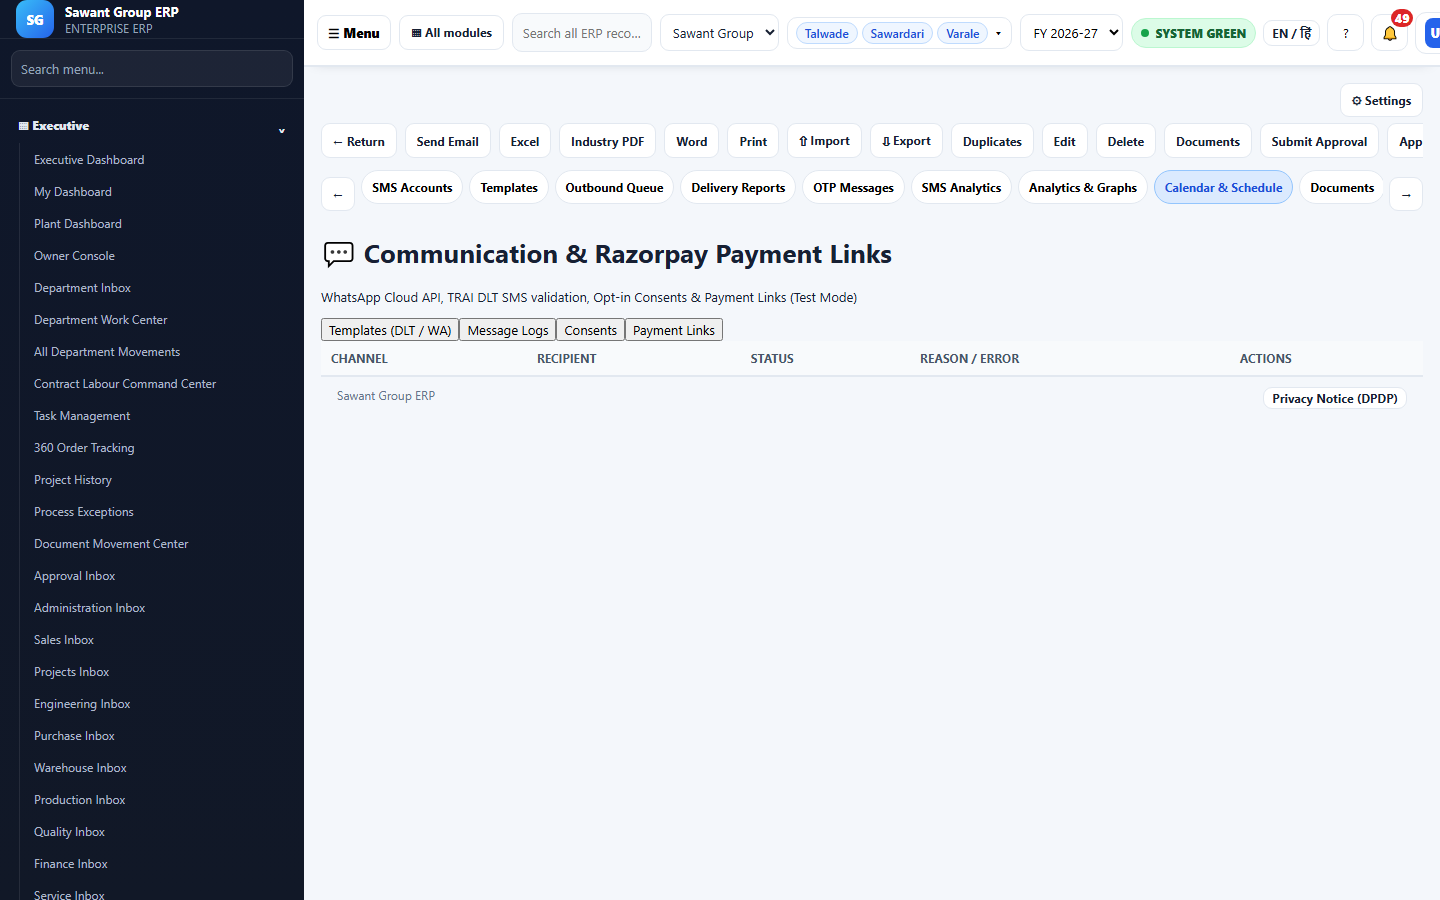 SG
Sawant Group ERP
ENTERPRISE ERP
Search menu...
Executive
Executive Dashboard
My Dashboard
Plant Dashboard
Owner Console
Department Inbox
Department Work Center
All Department Movements
Contract Labour Command Center
Task Management
360 Order Tracking
Project History
Process Exceptions
Document Movement Center
Approval Inbox
Administration Inbox
Sales Inbox
Projects Inbox
Engineering Inbox
Purchase Inbox
Warehouse Inbox
Production Inbox
Quality Inbox
Finance Inbox
Service Inbox
☰ Menu
All modules
Search all ERP reco...
Sawant Group
Talwade
Sawardari
Varale
FY 2026-27
SYSTEM GREEN
EN / हिं
?
49
U
Settings
← Return
Send Email
Excel
Industry PDF
Word
Print
⇧ Import
⇩ Export
Duplicates
Edit
Delete
Documents
Submit Approval
App
←
SMS Accounts
Templates
Outbound Queue
Delivery Reports
OTP Messages
SMS Analytics
Analytics & Graphs
Calendar & Schedule
Documents
→
Communication & Razorpay Payment Links
WhatsApp Cloud API, TRAI DLT SMS validation, Opt-in Consents & Payment Links (Test Mode)
Templates (DLT / WA)
Message Logs
Consents
Payment Links
CHANNEL
RECIPIENT
STATUS
REASON / ERROR
ACTIONS
Sawant Group ERP
Privacy Notice (DPDP)